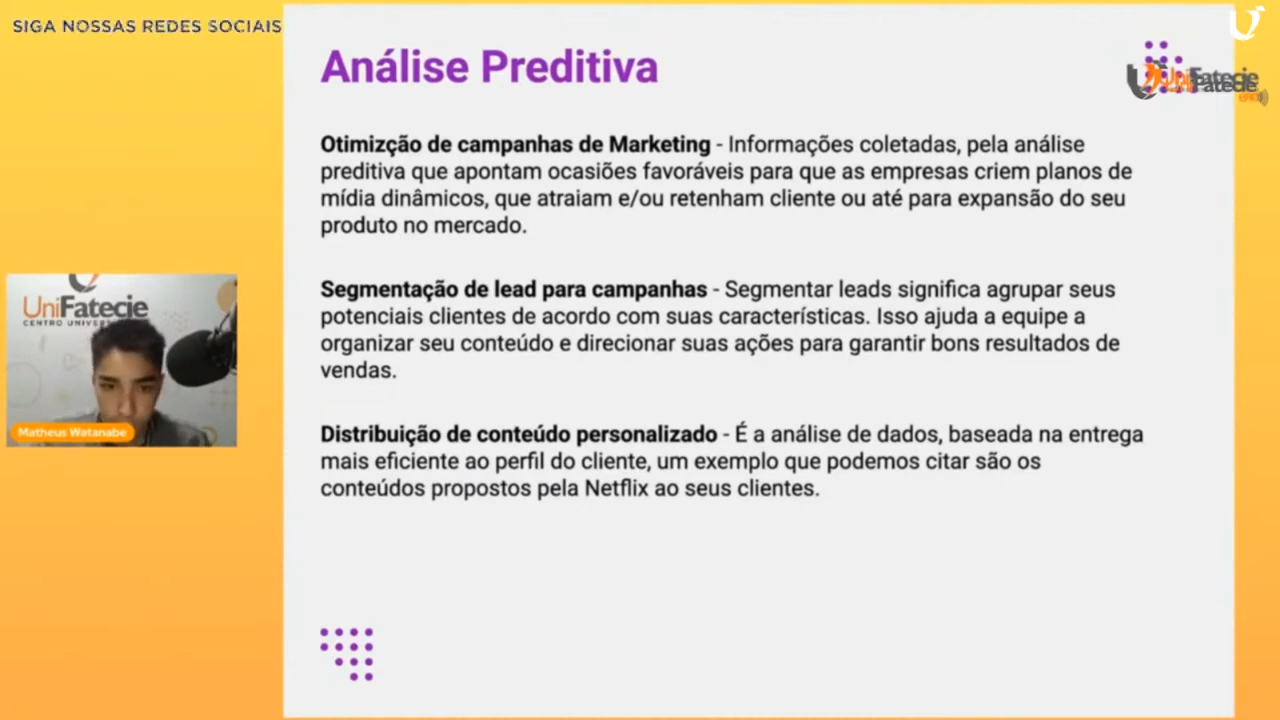 SIGA NOSSAS REDES SOCIAIS
Análise Preditiva
UniFatecie
Otimizção de campanhas de Marketing - Informações coletadas, pela análise
preditiva que apontam ocasiões favoráveis para que as empresas criem planos de
mídia dinâmicos, que atraiam e/ou retenham cliente ou até para expansão do seu
produto no mercado.
Segmentação de lead para campanhas - Segmentar leads significa agrupar seus
potenciais clientes de acordo com suas características. Isso ajuda a equipe a
organizar seu conteúdo e direcionar suas ações para garantir bons resultados de
vendas.
Distribuição de conteúdo personalizado - É a análise de dados, baseada na entrega
mais eficiente ao perfil do cliente, um exemplo que podemos citar são os
conteúdos propostos pela Netflix ao seus clientes.
UniFatecie
Matheus Watanabe